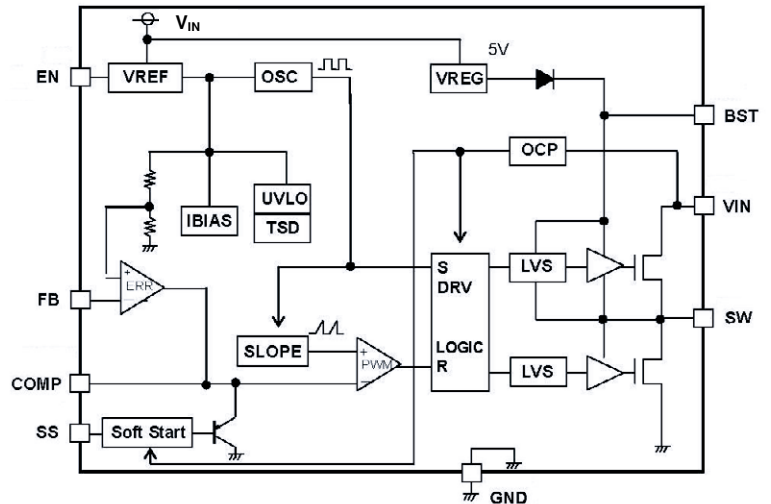 VIN
EN
VREF
OSC
5V
VREG
BST
OCP
VIN
IBIAS
UVLO
TSD
LVS
S
DRV
LOGIC
R
+
ERR
−
FB
SW
SLOPE
+
PWM
−
LVS
COMP
SS
Soft Start
GND